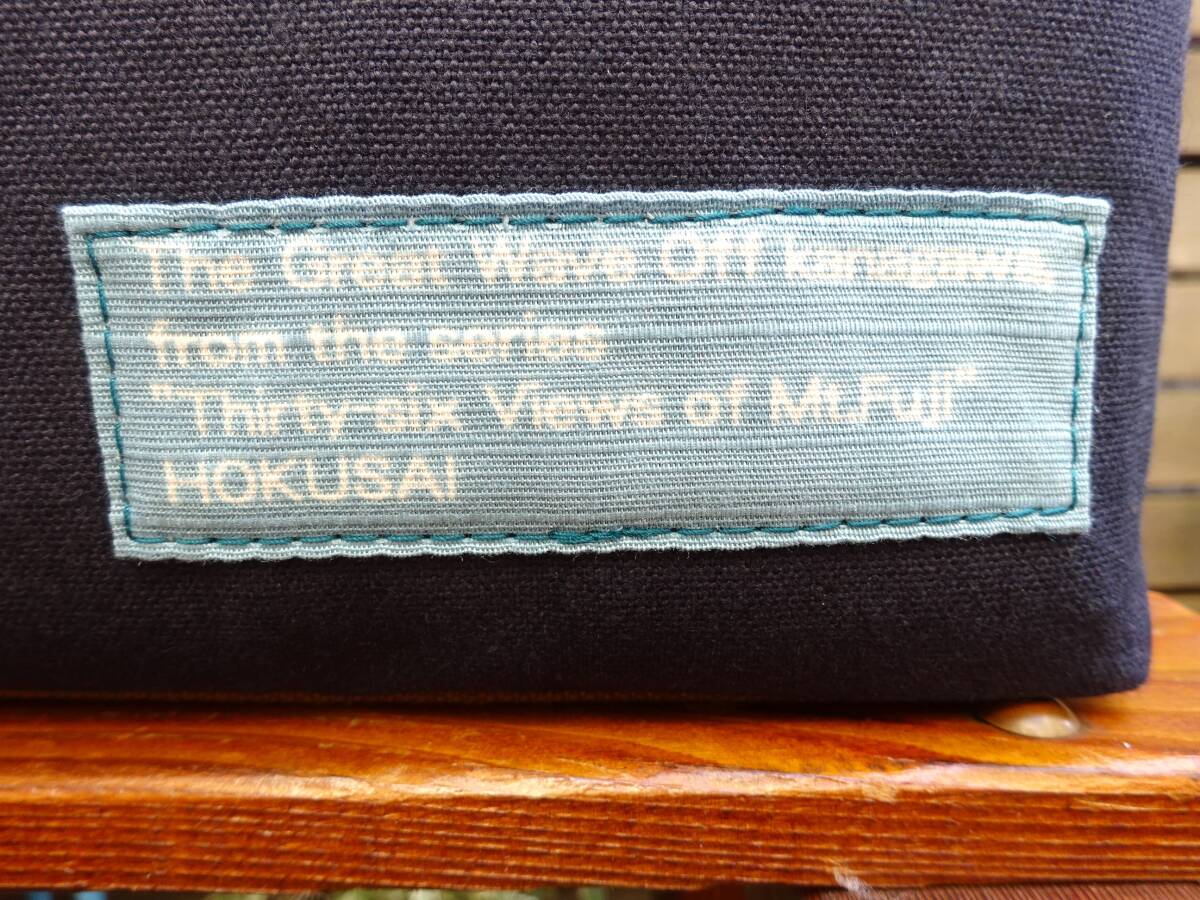 The Great Wave Off kanagawa,
from the series
"Thirty-six Views of Mt.Fuji"
HOKUSAI